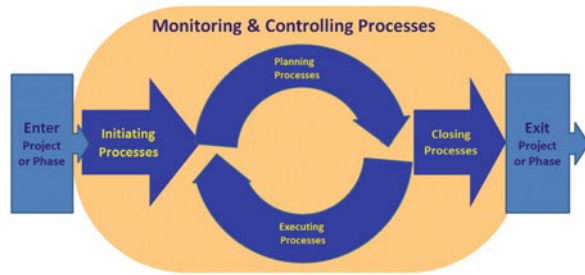 Monitoring & Controlling Processes
Enter
Project
or Phase
Initiating
Processes
Planning
Processes
Executing
Processes
Closing
Processes
Exit
Project
or Phase